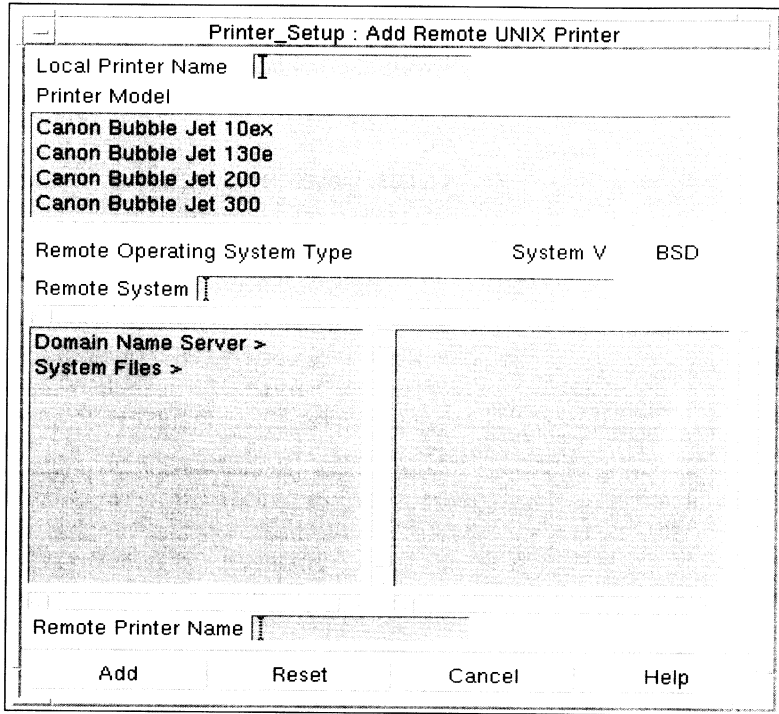 Printer_Setup : Add Remote UNIX Printer
Local Printer Name
Printer Model
Canon Bubble Jet 10ex
Canon Bubble Jet 130e
Canon Bubble Jet 200
Canon Bubble Jet 300
Remote Operating System Type System V BSD
Remote System
Domain Name Server >
System Files >
Remote Printer Name
Add Reset Cancel Help